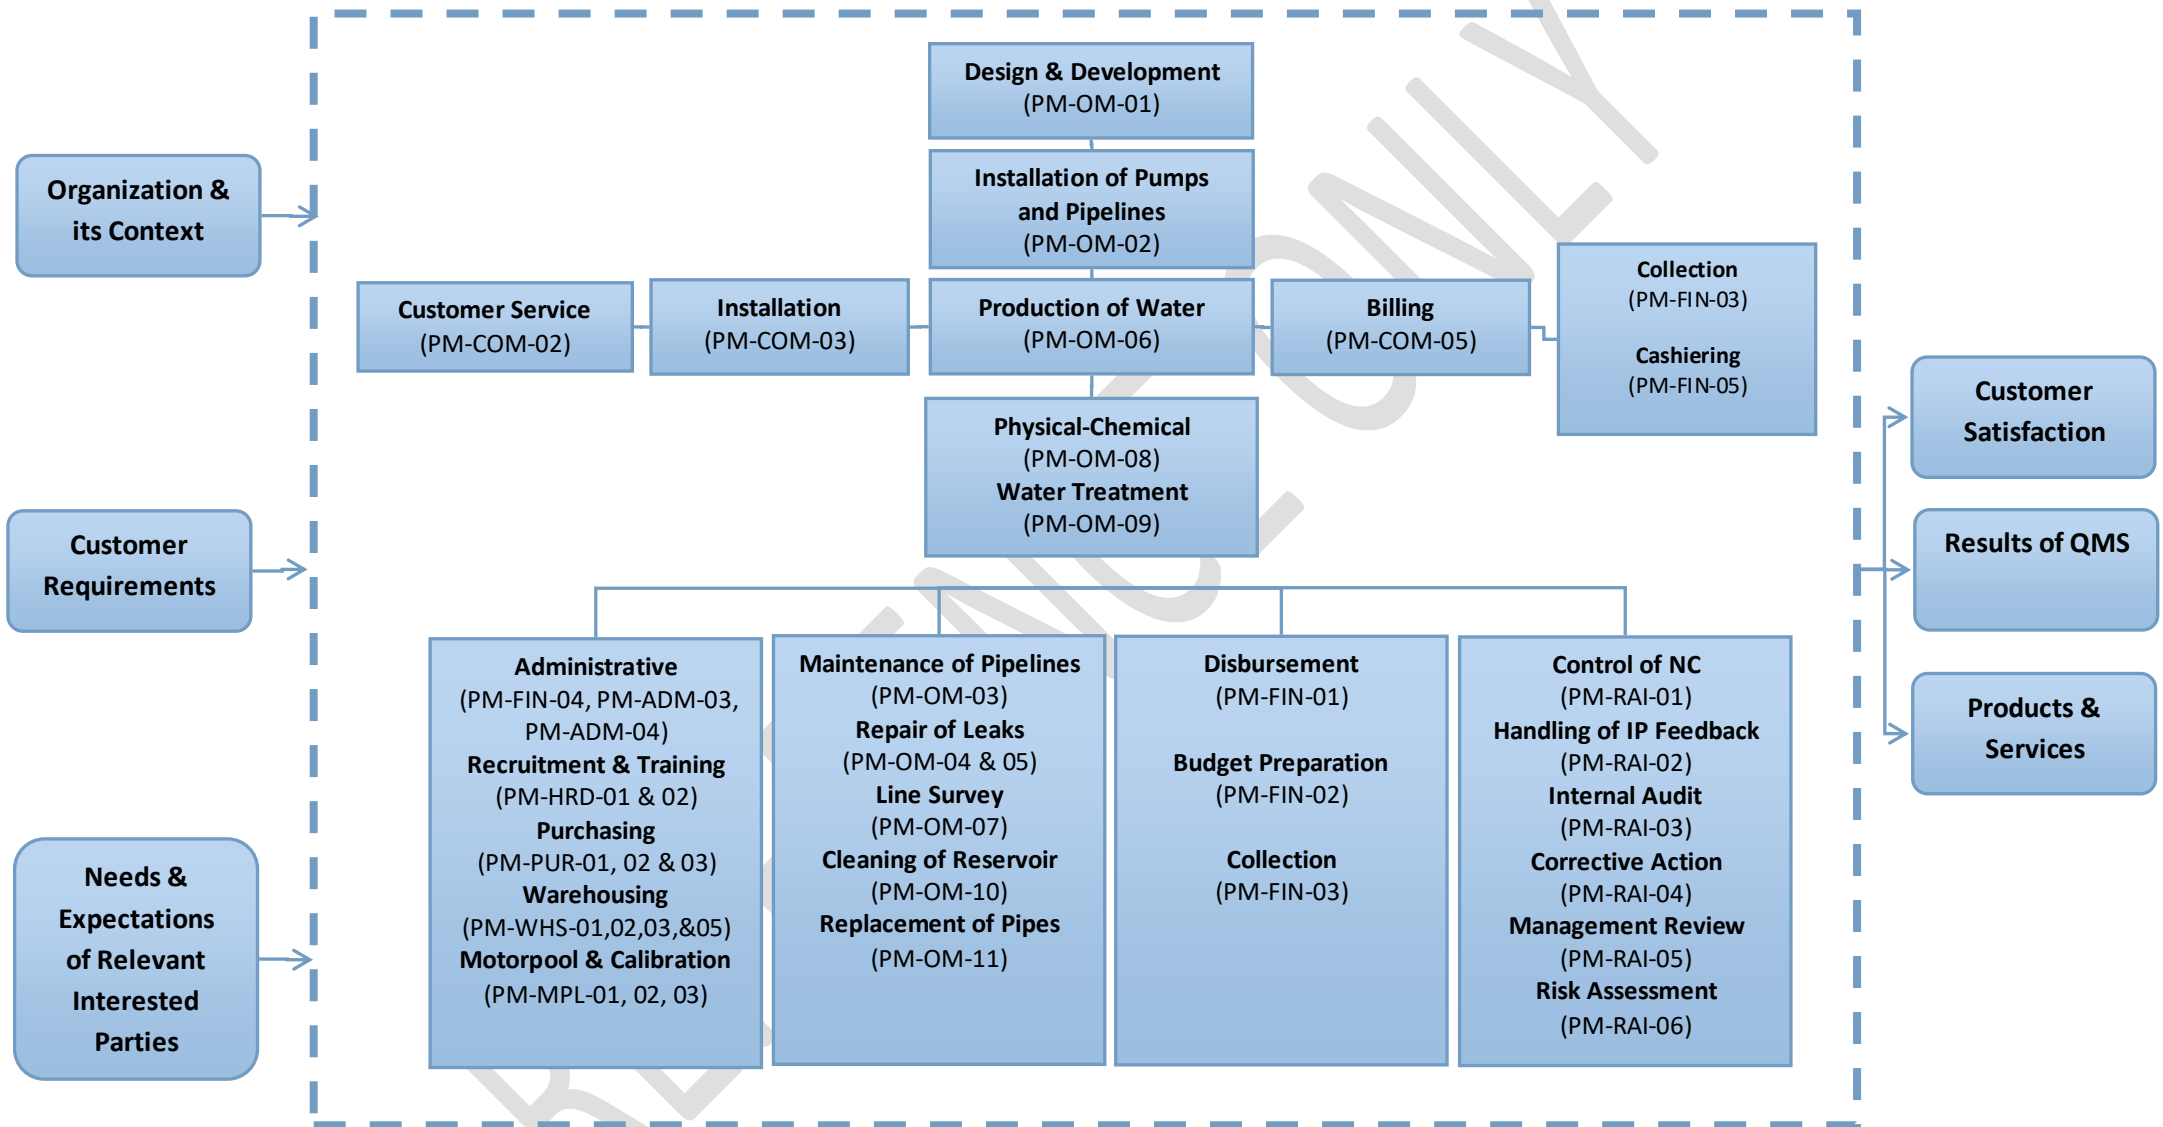 Design & Development
(PM-OM-01)
Installation of Pumps
and Pipelines
(PM-OM-02)
Organization &
its Context
Customer Service
(PM-COM-02)
Installation
(PM-COM-03)
Production of Water
(PM-OM-06)
Billing
(PM-COM-05)
Collection
(PM-FIN-03)
Cashiering
(PM-FIN-05)
Physical-Chemical
(PM-OM-08)
Water Treatment
(PM-OM-09)
Customer
Requirements
Customer
Satisfaction
Results of QMS
Products &
Services
Needs &
Expectations
of Relevant
Interested
Parties
Administrative
(PM-FIN-04, PM-ADM-03,
PM-ADM-04)
Recruitment & Training
(PM-HRD-01 & 02)
Purchasing
(PM-PUR-01, 02 & 03)
Warehousing
(PM-WHS-01,02,03,&05)
Motorpool & Calibration
(PM-MPL-01, 02, 03)
Maintenance of Pipelines
(PM-OM-03)
Repair of Leaks
(PM-OM-04 & 05)
Line Survey
(PM-OM-07)
Cleaning of Reservoir
(PM-OM-10)
Replacement of Pipes
(PM-OM-11)
Disbursement
(PM-FIN-01)
Budget Preparation
(PM-FIN-02)
Collection
(PM-FIN-03)
Control of NC
(PM-RAI-01)
Handling of IP Feedback
(PM-RAI-02)
Internal Audit
(PM-RAI-03)
Corrective Action
(PM-RAI-04)
Management Review
(PM-RAI-05)
Risk Assessment
(PM-RAI-06)
ONLY